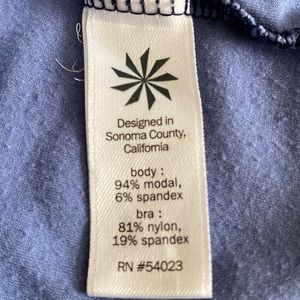 Designed in
Sonoma County,
California
body :
94% modal,
6% spandex
bra :
81% nylon,
19% spandex
RN #54023